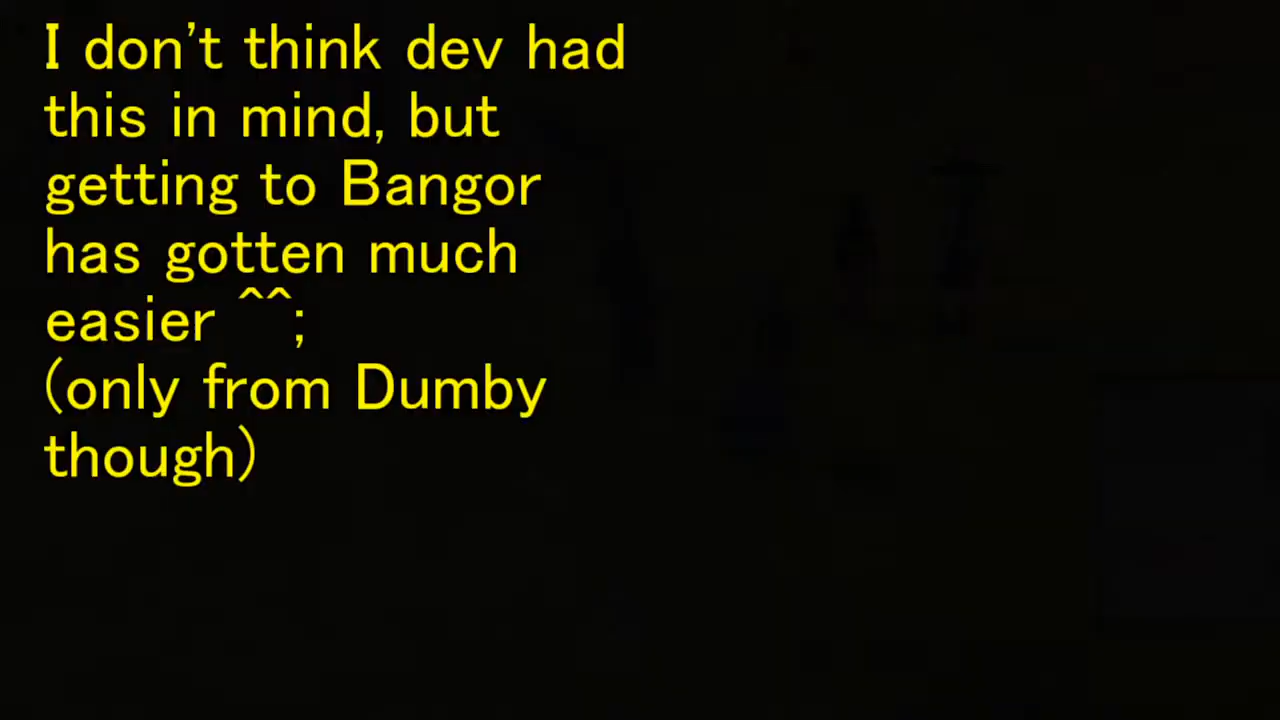 I don't think dev had
this in mind, but
getting to Bangor
has gotten much
easier ^^;
(only from Dumby
though)